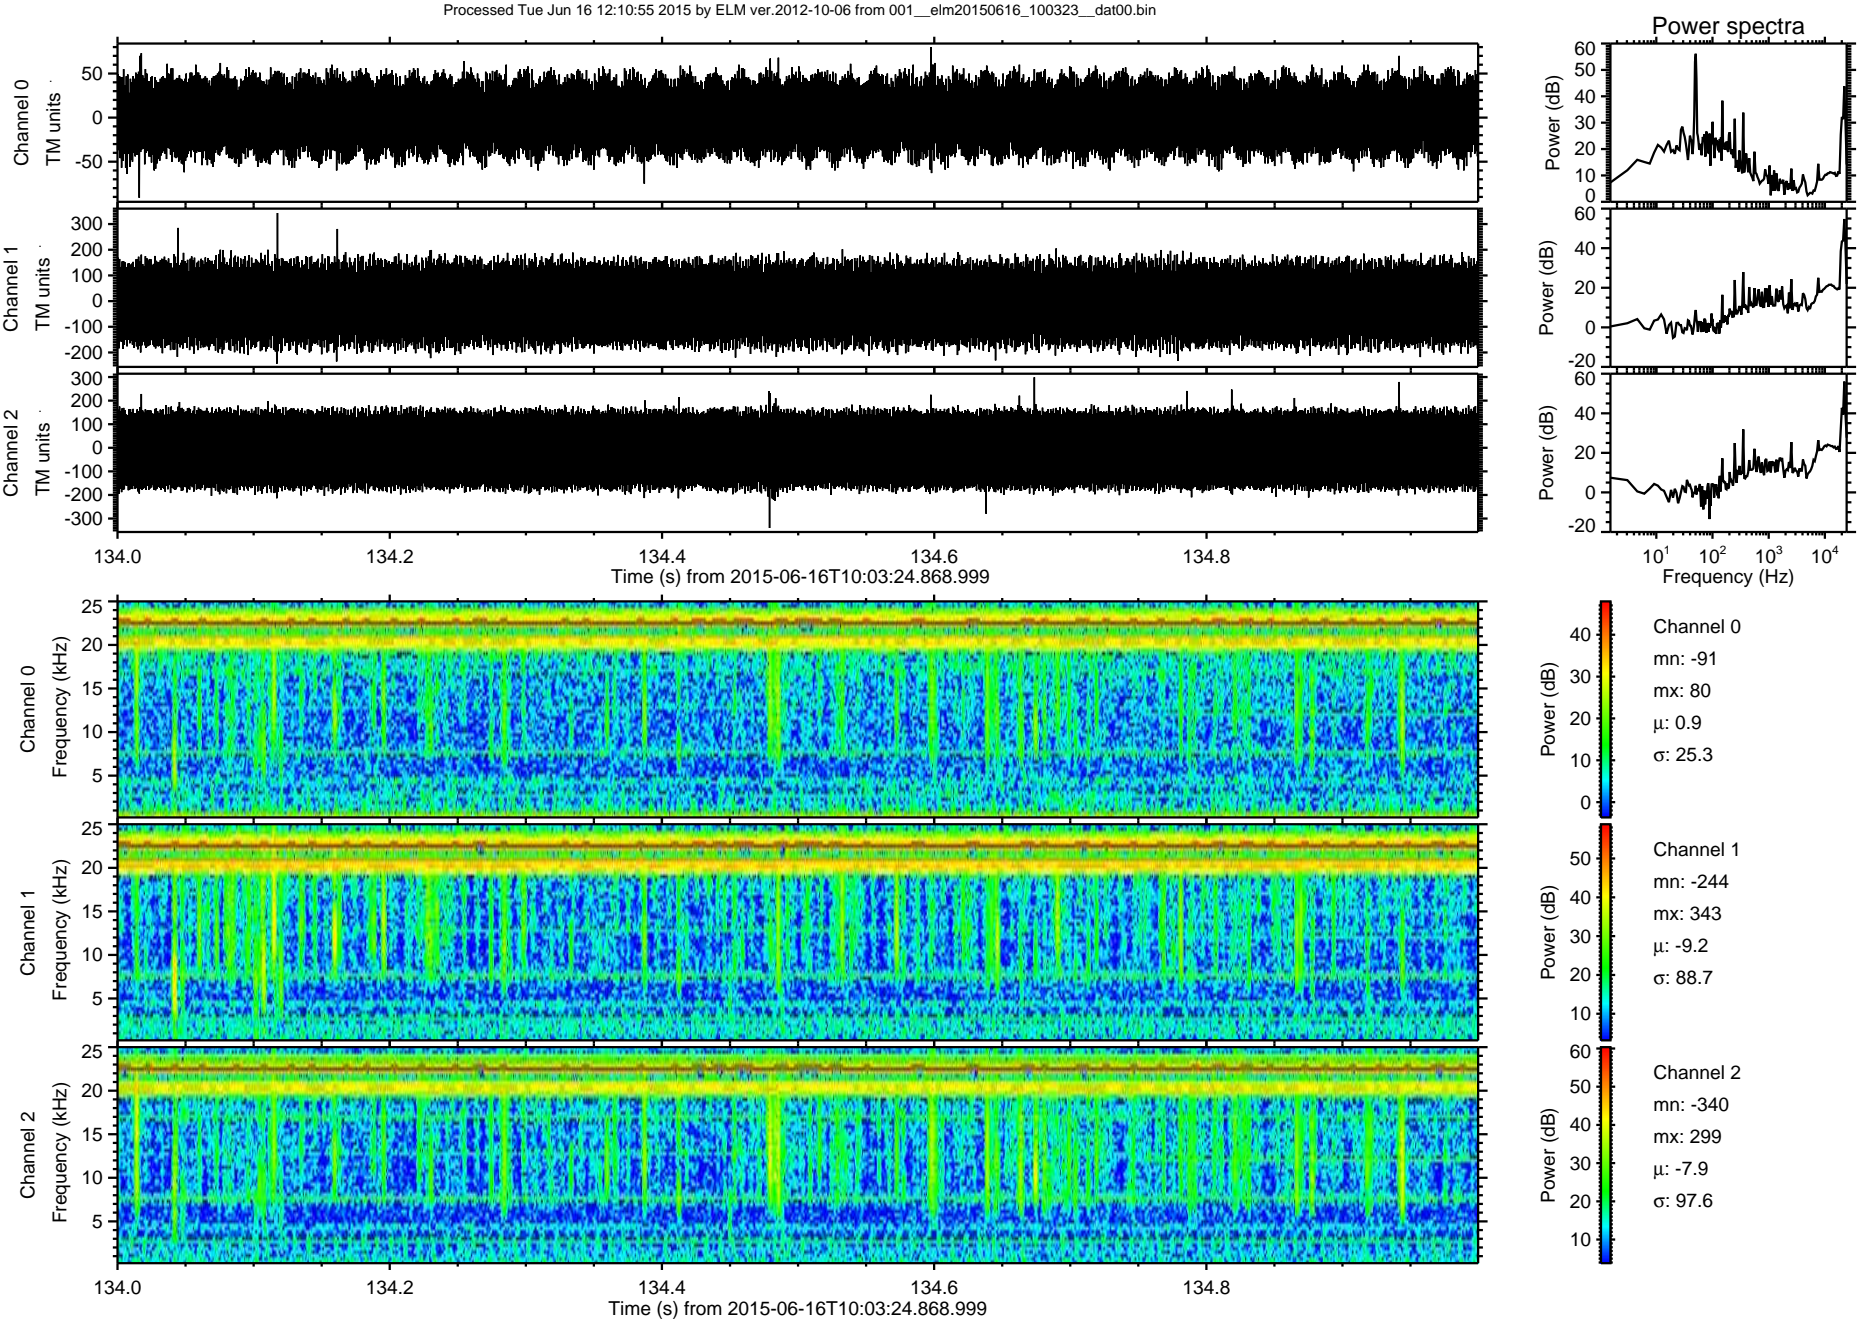 Processed Tue Jun 16 12:10:55 2015 by ELM ver.2012-10-06 from 001__elm20150616_100323__dat00.bin
Power spectra
Channel 0
TM units
50
0
-50
Power (dB)
60
50
40
30
20
10
0
Channel 1
TM units
300
200
100
0
-100
-200
Power (dB)
60
40
20
0
-20
Channel 2
TM units
300
200
100
0
-100
-200
-300
Power (dB)
60
40
20
0
-20
134.0 134.2 134.4 134.6 134.8
Time (s) from 2015-06-16T10:03:24.868.999
10^1 10^2 10^3 10^4
Frequency (Hz)
Channel 0
Frequency (kHz)
25
20
15
10
5
Power (dB)
40
30
20
10
0
Channel 0
mn: -91
mx: 80
μ: 0.9
σ: 25.3
Channel 1
Frequency (kHz)
25
20
15
10
5
Power (dB)
50
40
30
20
10
Channel 1
mn: -244
mx: 343
μ: -9.2
σ: 88.7
Channel 2
Frequency (kHz)
25
20
15
10
5
Power (dB)
60
50
40
30
20
10
Channel 2
mn: -340
mx: 299
μ: -7.9
σ: 97.6
134.0 134.2 134.4 134.6 134.8
Time (s) from 2015-06-16T10:03:24.868.999